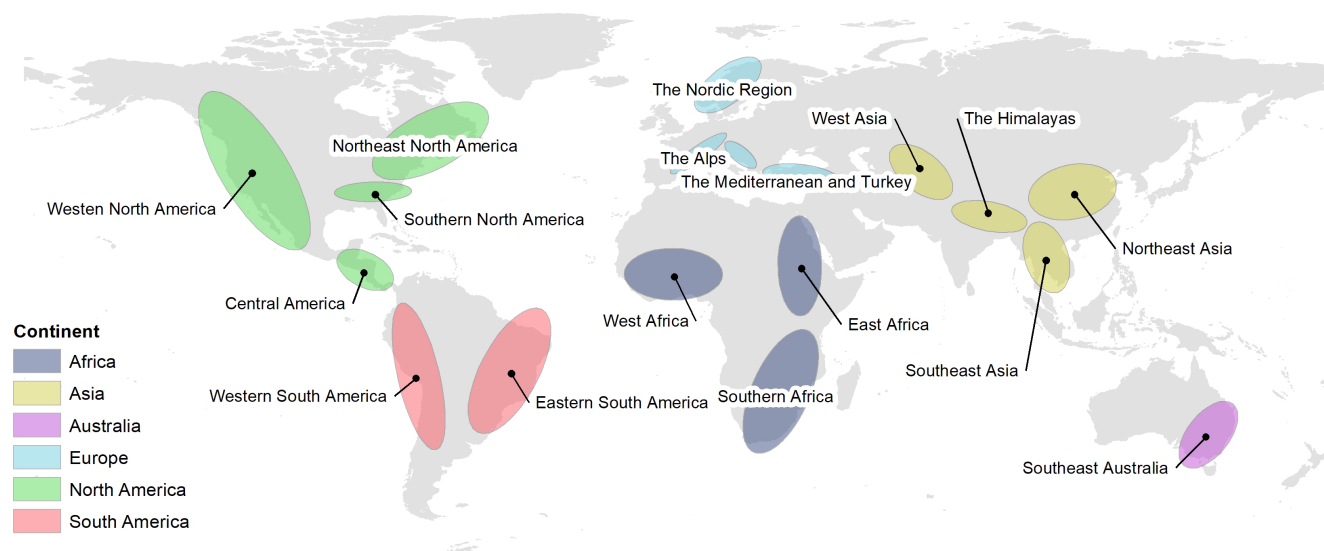 The Nordic Region
West Asia
The Himalayas
Northeast North America
The Alps
The Mediterranean and Turkey
Westen North America
Southern North America
Northeast Asia
Central America
West Africa
East Africa
Southeast Asia
Western South America
Eastern South America
Southern Africa
Southeast Australia
Continent
Africa
Asia
Australia
Europe
North America
South America